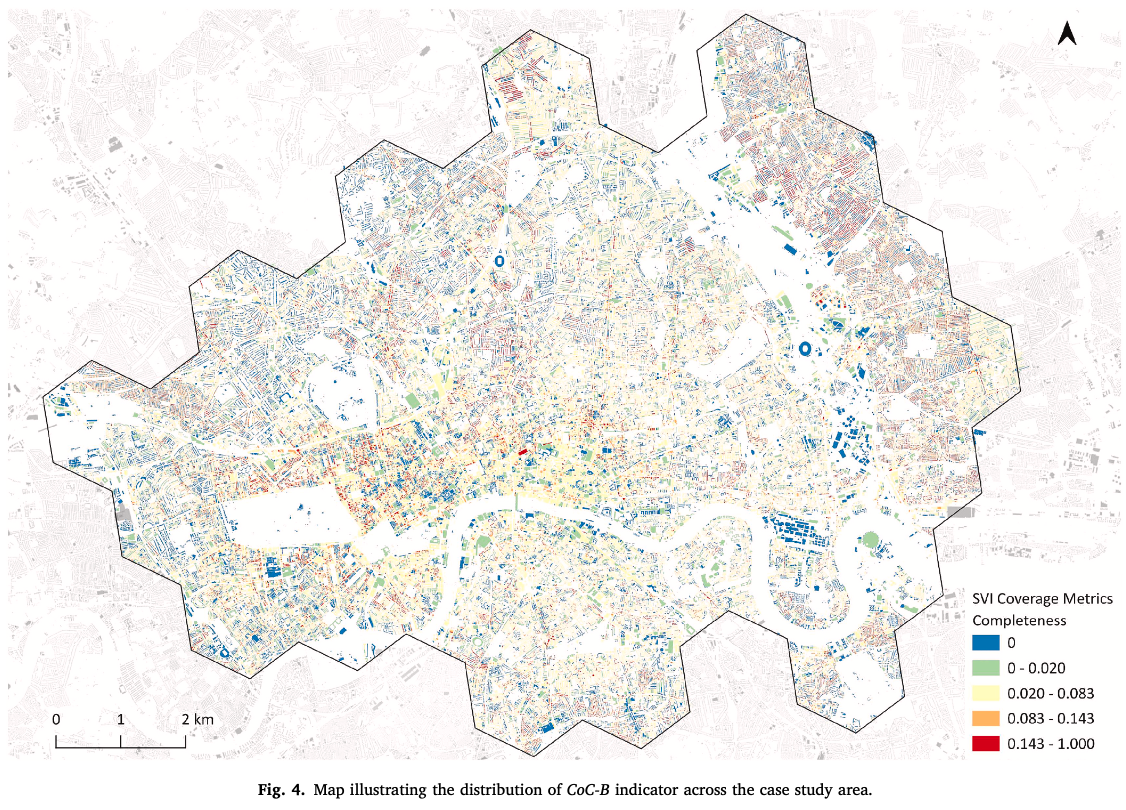 SVI Coverage Metrics
Completeness
0
0 - 0.020
0.020 - 0.083
0.083 - 0.143
0.143 - 1.000
0 1 2 km
Fig. 4. Map illustrating the distribution of CoC-B indicator across the case study area.